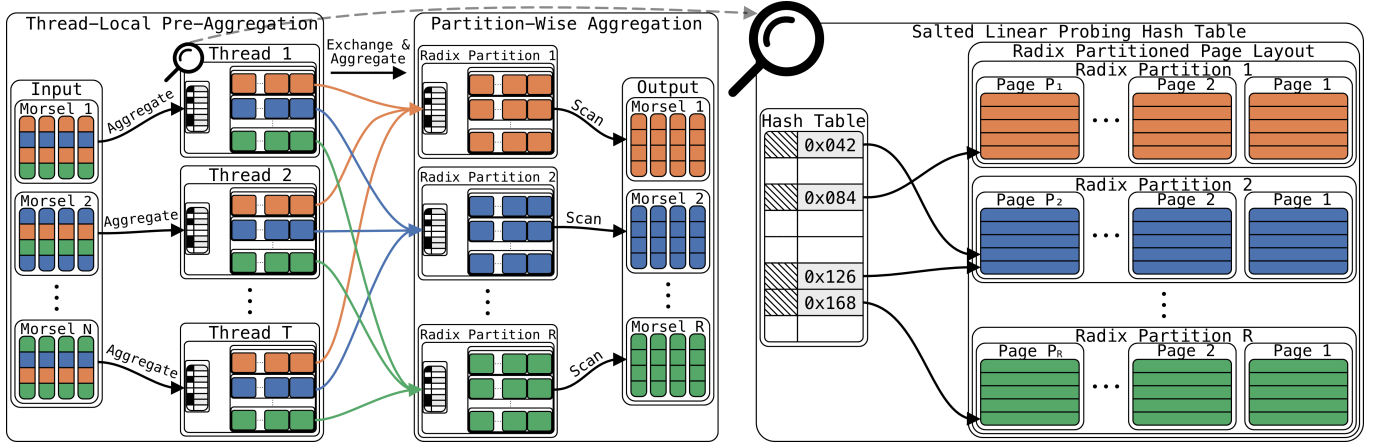 Thread-Local Pre-Aggregation
Input
Morsel 1
Morsel 2
Morsel N
Aggregate
Aggregate
Aggregate
Thread 1
Thread 2
Thread T
Exchange &
Aggregate
Partition-Wise Aggregation
Radix Partition 1
Radix Partition 2
Radix Partition R
Scan
Scan
Scan
Output
Morsel 1
Morsel 2
Morsel R
Salted Linear Probing Hash Table
Hash Table
0x042
0x084
0x126
0x168
Radix Partitioned Page Layout
Radix Partition 1
Page P₁
Page 2
Page 1
Radix Partition 2
Page P₂
Page 2
Page 1
Radix Partition R
Page Pʀ
Page 2
Page 1